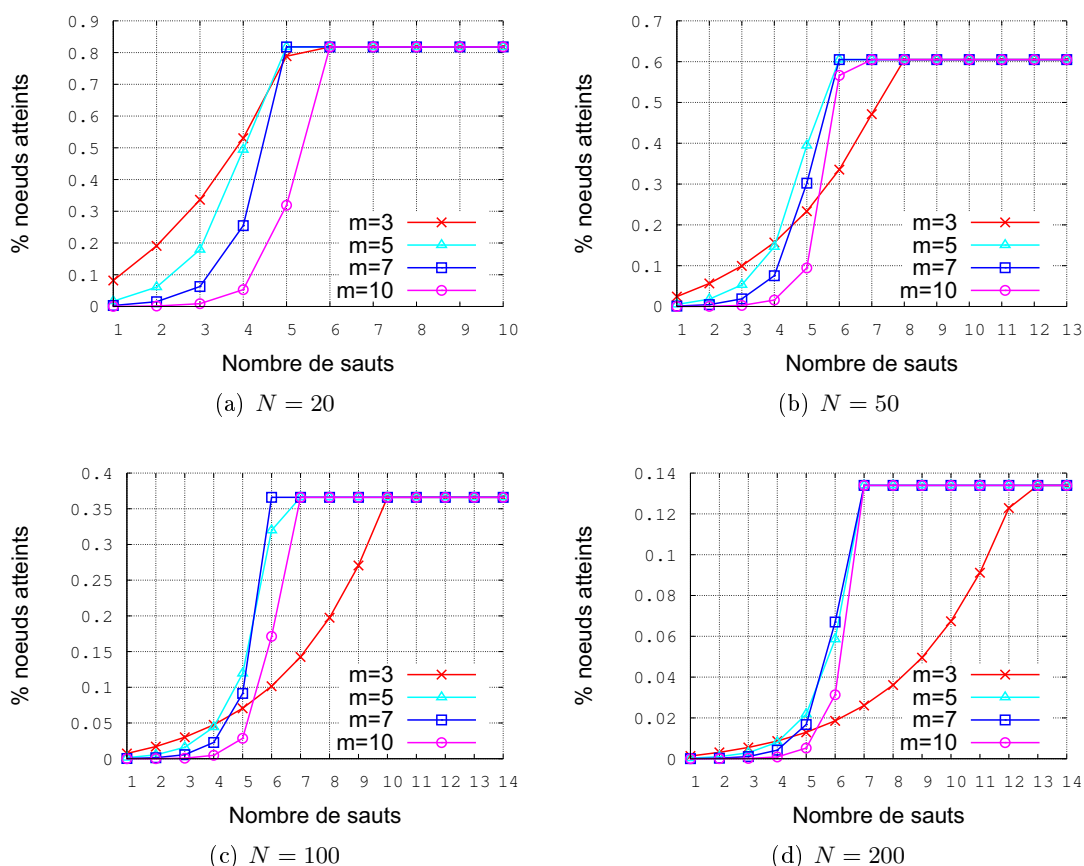 % noeuds atteints
0.9
0.8
0.7
0.6
0.5
0.4
0.3
0.2
0.1
0
m=3
m=5
m=7
m=10
1 2 3 4 5 6 7 8 9 10
Nombre de sauts
(a) N = 20
% noeuds atteints
0.7
0.6
0.5
0.4
0.3
0.2
0.1
0
m=3
m=5
m=7
m=10
1 2 3 4 5 6 7 8 9 10 11 12 13
Nombre de sauts
(b) N = 50
% noeuds atteints
0.4
0.35
0.3
0.25
0.2
0.15
0.1
0.05
0
m=3
m=5
m=7
m=10
1 2 3 4 5 6 7 8 9 10 11 12 13 14
Nombre de sauts
(c) N = 100
% noeuds atteints
0.14
0.12
0.1
0.08
0.06
0.04
0.02
0
m=3
m=5
m=7
m=10
1 2 3 4 5 6 7 8 9 10 11 12 13 14
Nombre de sauts
(d) N = 200